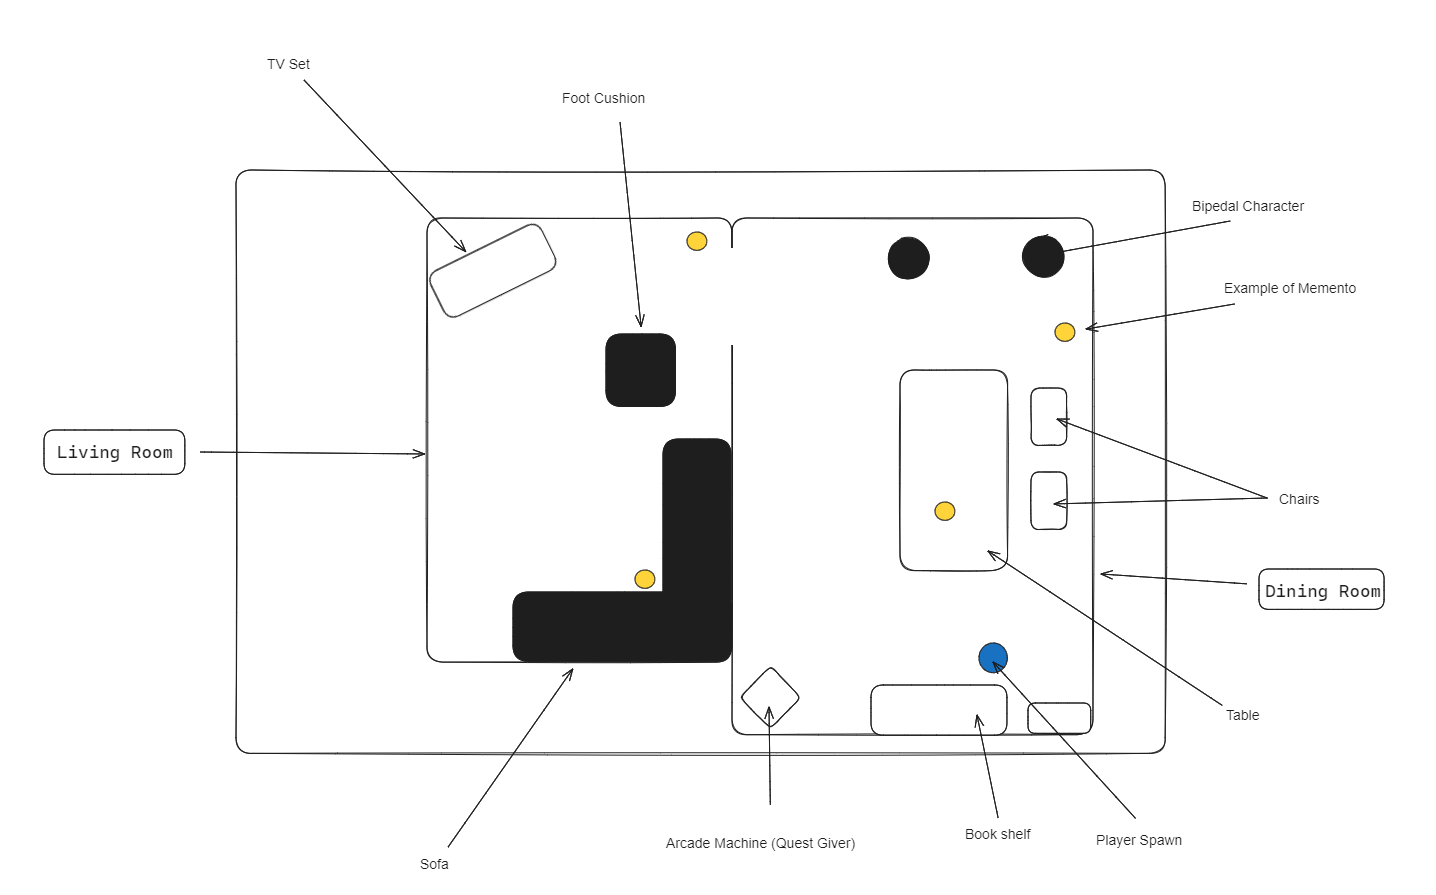 TV Set
Foot Cushion
Bipedal Character
Example of Memento
Living Room
Chairs
Dining Room
Table
Book shelf
Player Spawn
Arcade Machine (Quest Giver)
Sofa